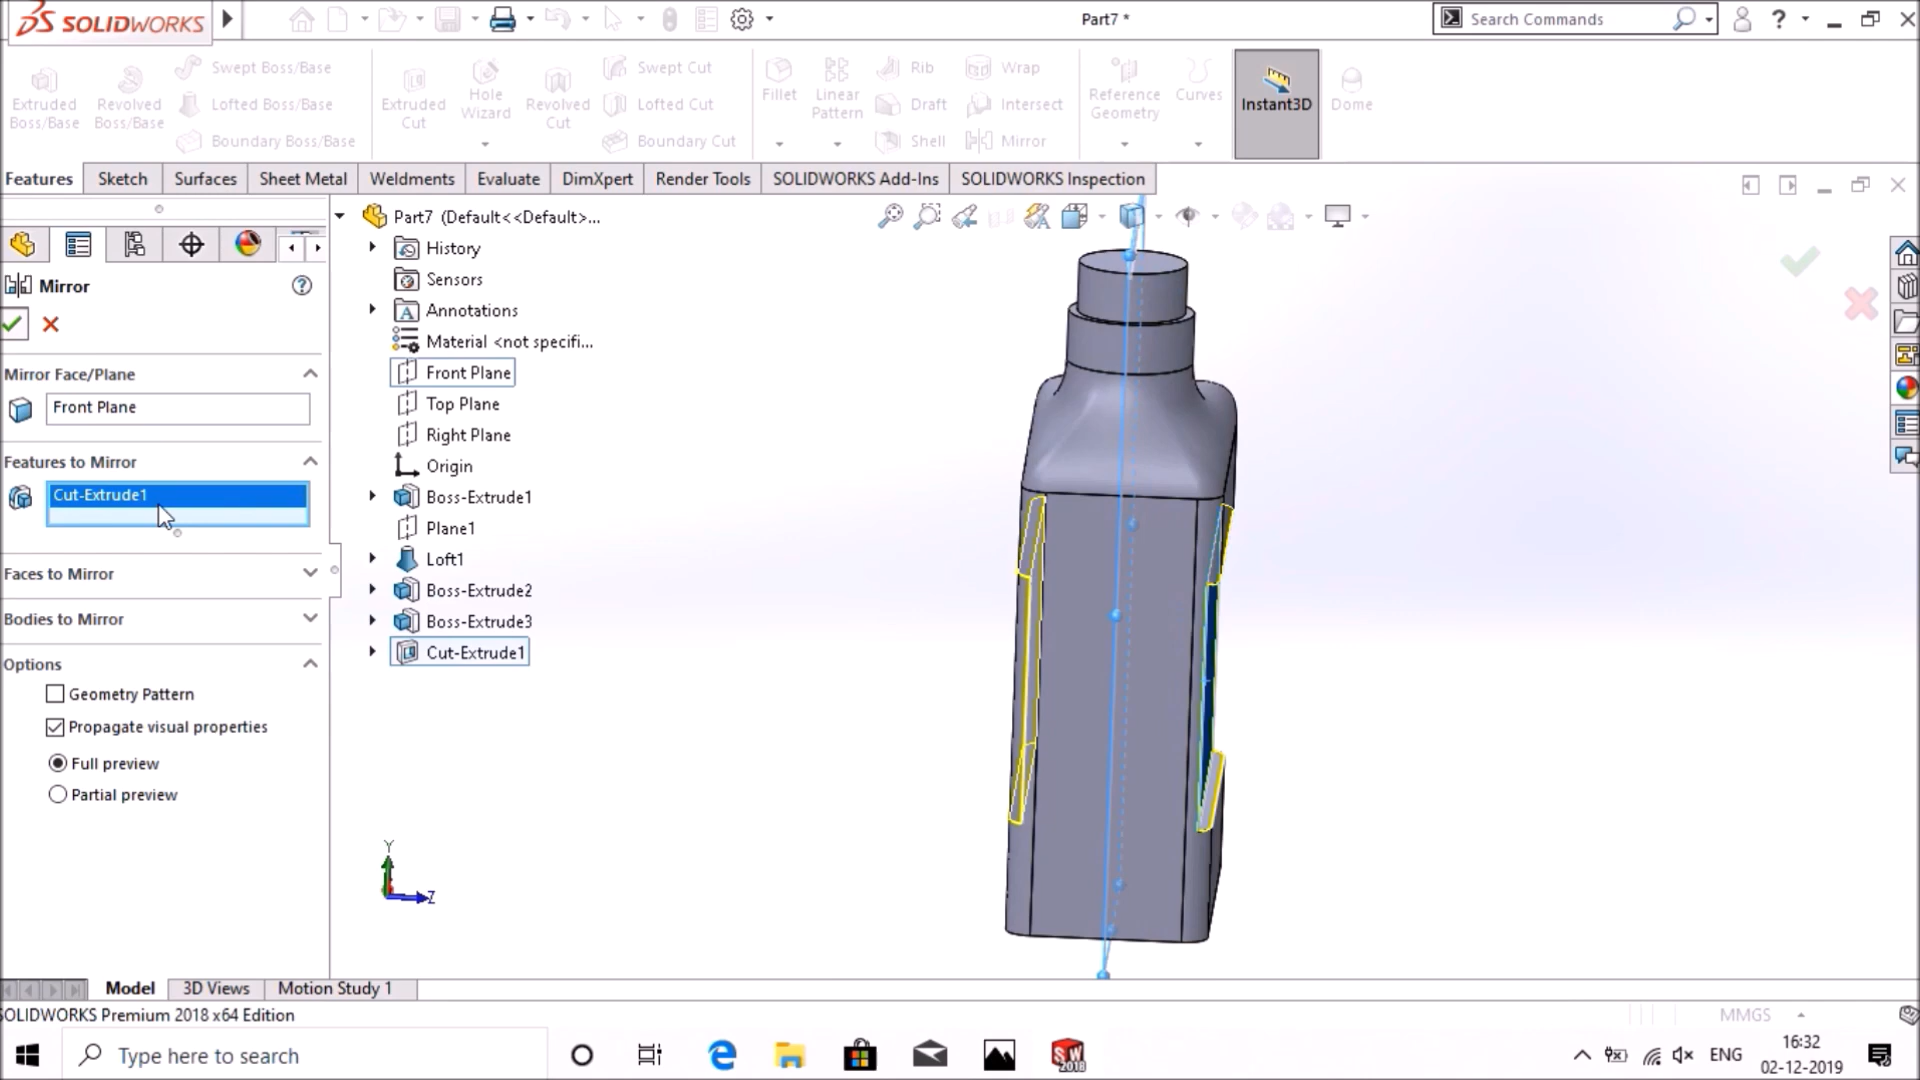 SOLIDWORKS
Part7 *
Search Commands
Extruded Boss/Base
Revolved Boss/Base
Swept Boss/Base
Lofted Boss/Base
Boundary Boss/Base
Extruded Cut
Hole Wizard
Revolved Cut
Swept Cut
Lofted Cut
Boundary Cut
Fillet
Linear Pattern
Rib
Draft
Shell
Wrap
Intersect
Mirror
Reference Geometry
Curves
Instant3D
Dome
Features
Sketch
Surfaces
Sheet Metal
Weldments
Evaluate
DimXpert
Render Tools
SOLIDWORKS Add-Ins
SOLIDWORKS Inspection
Mirror
Mirror Face/Plane
Front Plane
Features to Mirror
Cut-Extrude1
Faces to Mirror
Bodies to Mirror
Options
Geometry Pattern
Propagate visual properties
Full preview
Partial preview
Part7 (Default<<Default>...
History
Sensors
Annotations
Material <not specifi...
Front Plane
Top Plane
Right Plane
Origin
Boss-Extrude1
Plane1
Loft1
Boss-Extrude2
Boss-Extrude3
Cut-Extrude1
Y
Z
Model
3D Views
Motion Study 1
SOLIDWORKS Premium 2018 x64 Edition
MMGS
Type here to search
SW
2018
ENG
16:32
02-12-2019